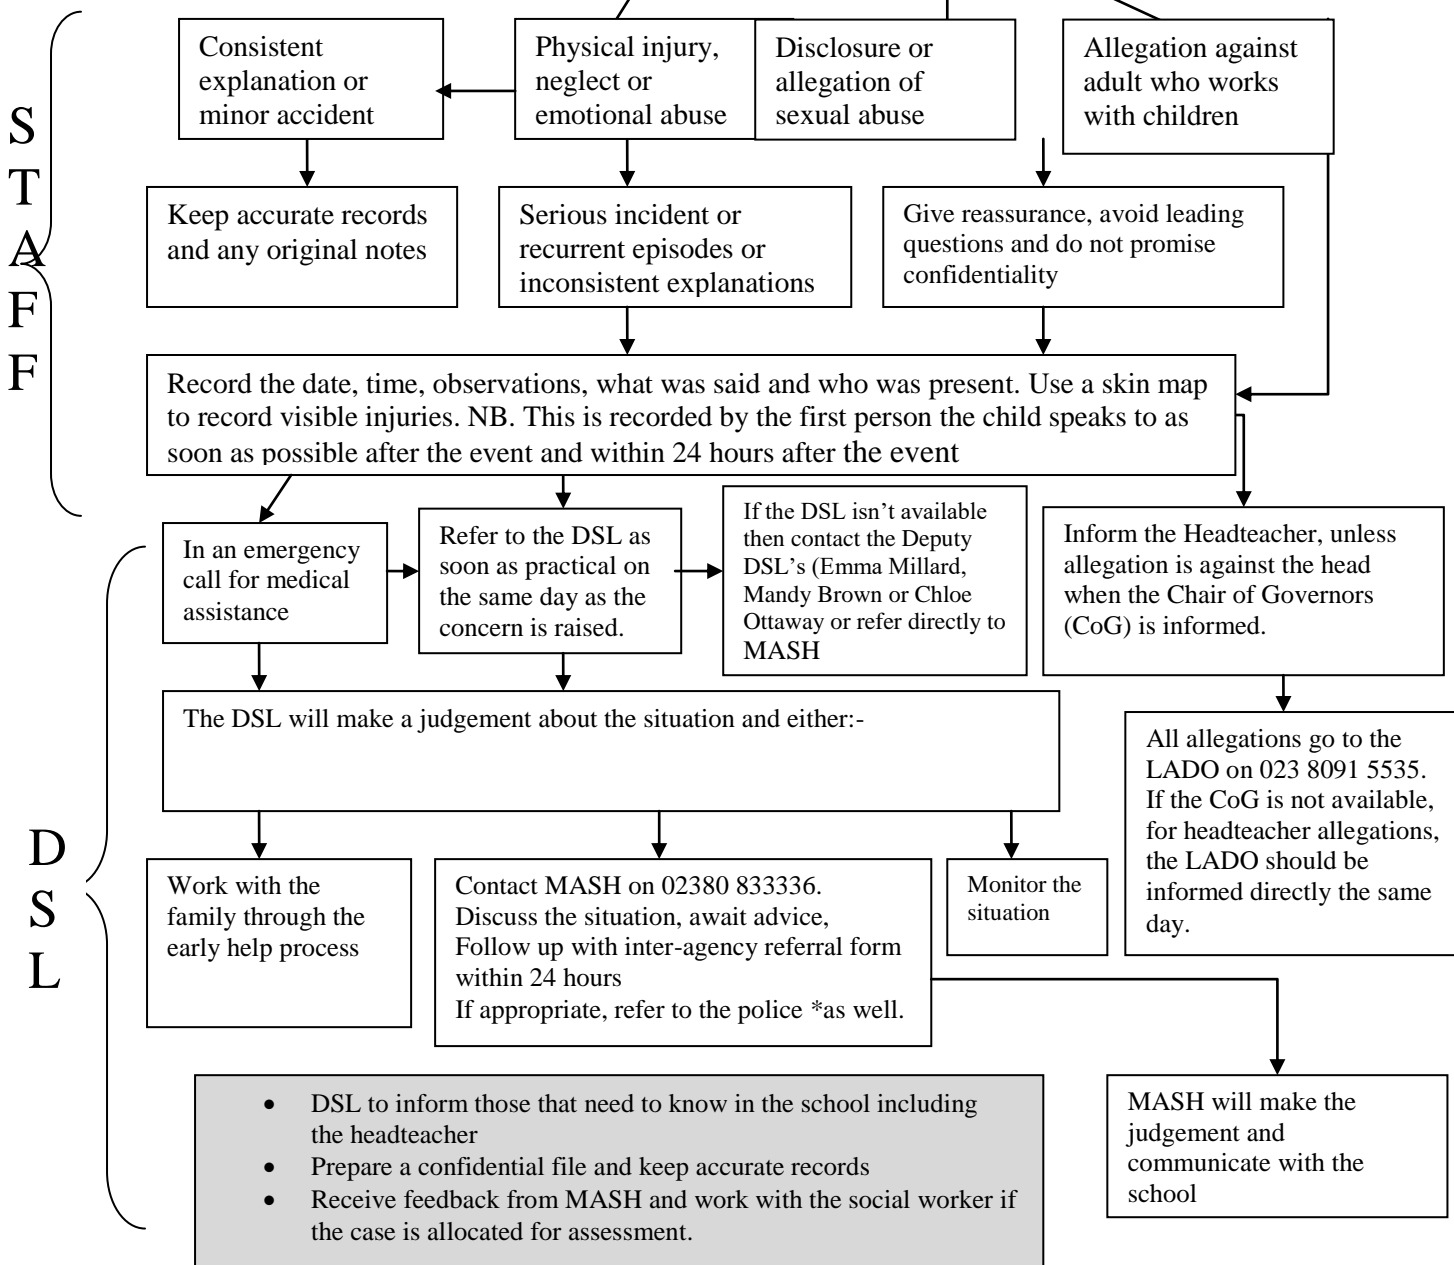 S
T
A
F
F
Consistent
explanation or
minor accident
Physical injury,
neglect or
emotional abuse
Disclosure or
allegation of
sexual abuse
Allegation against
adult who works
with children
Keep accurate records
and any original notes
Serious incident or
recurrent episodes or
inconsistent explanations
Give reassurance, avoid leading
questions and do not promise
confidentiality
Record the date, time, observations, what was said and who was present. Use a skin map
to record visible injuries. NB. This is recorded by the first person the child speaks to as
soon as possible after the event and within 24 hours after the event
D
S
L
In an emergency
call for medical
assistance
Refer to the DSL as
soon as practical on
the same day as the
concern is raised.
If the DSL isn’t available
then contact the Deputy
DSL’s (Emma Millard,
Mandy Brown or Chloe
Ottaway or refer directly to
MASH
Inform the Headteacher, unless
allegation is against the head
when the Chair of Governors
(CoG) is informed.
The DSL will make a judgement about the situation and either:-
All allegations go to the
LADO on 023 8091 5535.
If the CoG is not available,
for headteacher allegations,
the LADO should be
informed directly the same
day.
Work with the
family through the
early help process
Contact MASH on 02380 833336.
Discuss the situation, await advice,
Follow up with inter-agency referral form
within 24 hours
If appropriate, refer to the police *as well.
Monitor the
situation
• DSL to inform those that need to know in the school including
the headteacher
• Prepare a confidential file and keep accurate records
• Receive feedback from MASH and work with the social worker if
the case is allocated for assessment.
MASH will make the
judgement and
communicate with the
school